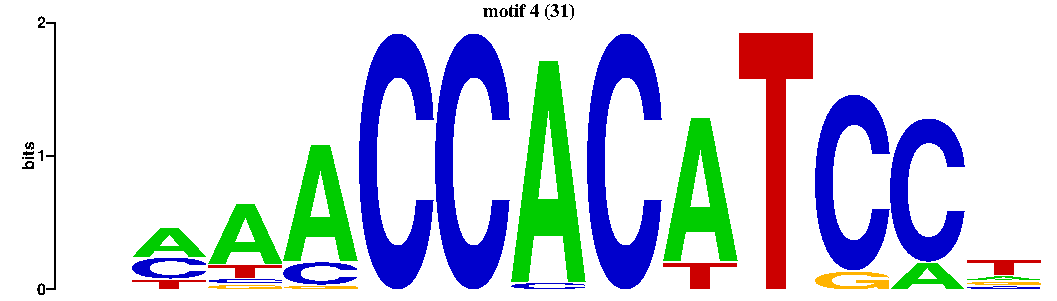 motif 4 (31)
bits
2
1
0
A A A C C A C A T C C T
C T C C T G A A
T C G C
G G